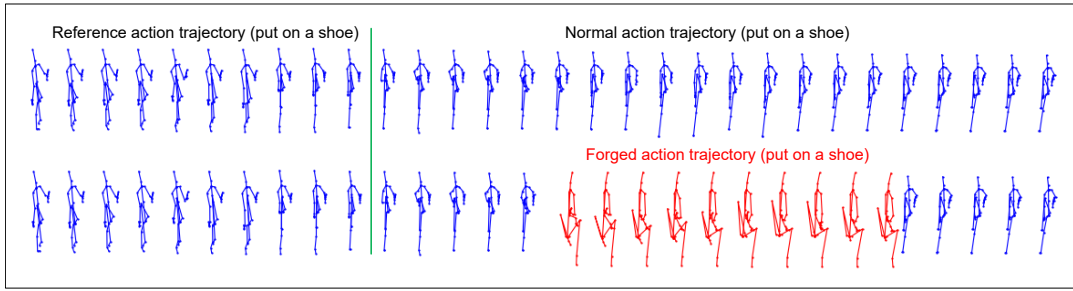 Reference action trajectory (put on a shoe)
Normal action trajectory (put on a shoe)
Forged action trajectory (put on a shoe)